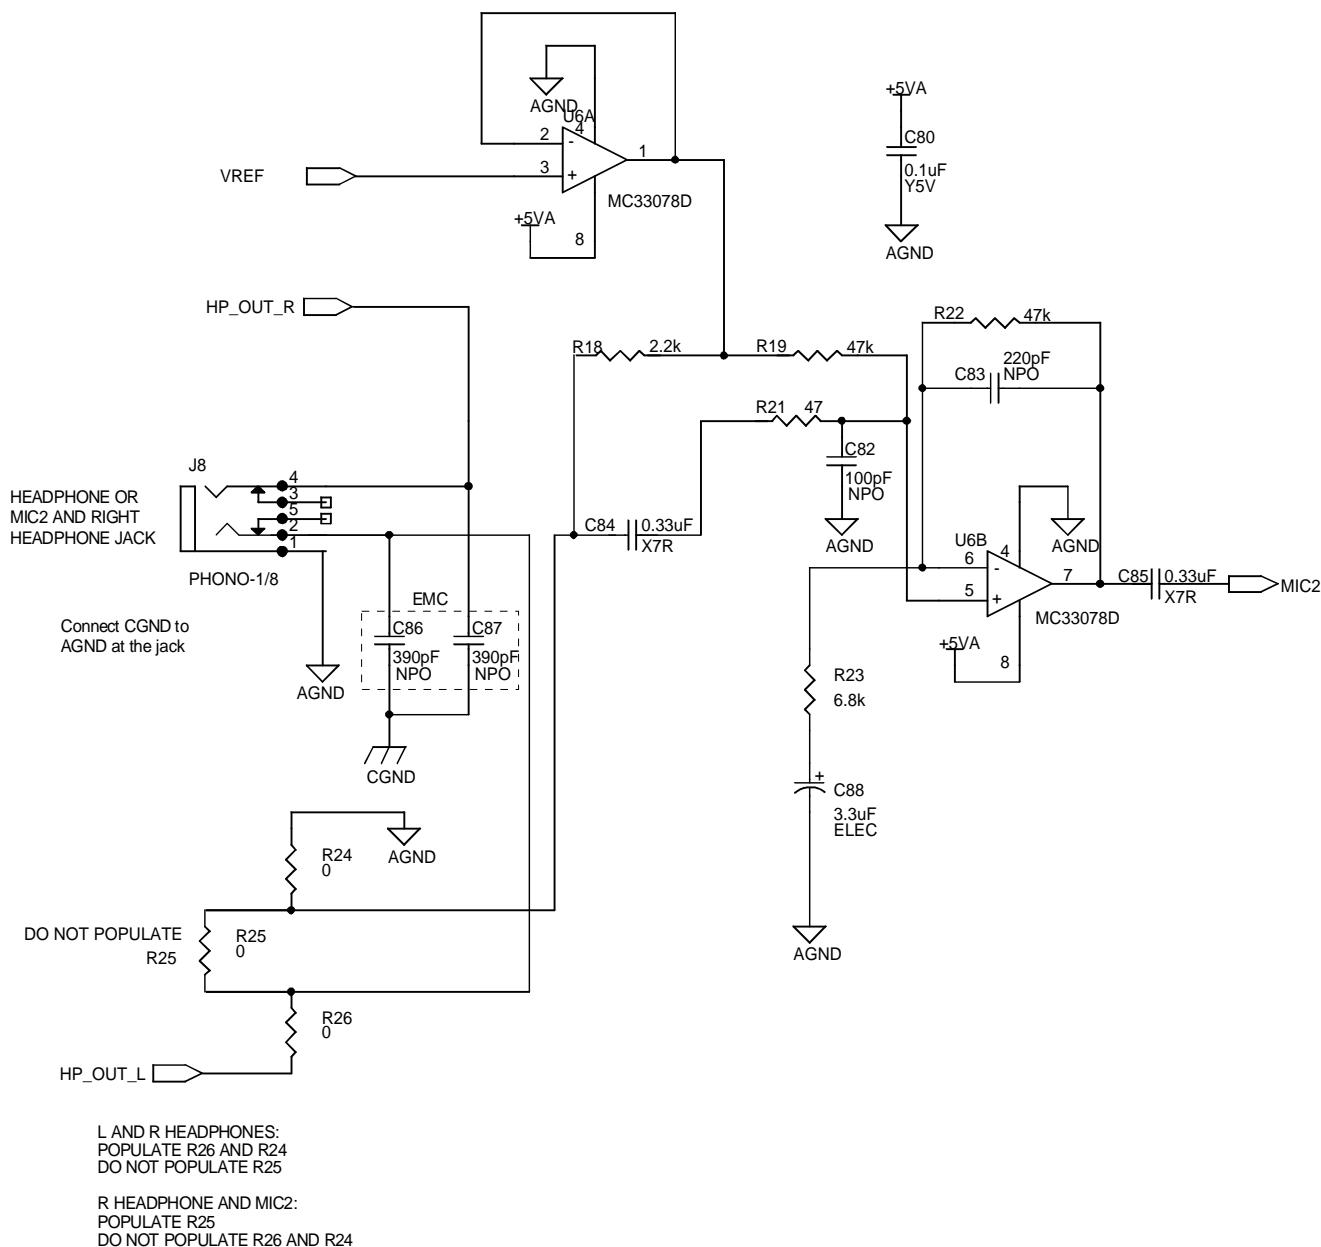 AGND
U6A
4
2
-
1
3
+
VREF
MC33078D
+5VA
8
+5VA
C80
0.1uF
Y5V
AGND
HP_OUT_R
R22
47k
R18
2.2k
R19
47k
C83
220pF
NPO
R21
47
C82
100pF
NPO
AGND
J8
4
3
5
2
1
HEADPHONE OR
MIC2 AND RIGHT
HEADPHONE JACK
PHONO-1/8
C84
0.33uF
X7R
U6B
4
AGND
6
-
7
5
+
MC33078D
+5VA
8
C85
0.33uF
X7R
MIC2
Connect CGND to
AGND at the jack
AGND
EMC
C86
390pF
NPO
C87
390pF
NPO
CGND
R23
6.8k
+
C88
3.3uF
ELEC
AGND
AGND
R24
0
DO NOT POPULATE
R25
R25
0
R26
0
HP_OUT_L
L AND R HEADPHONES:
POPULATE R26 AND R24
DO NOT POPULATE R25
R HEADPHONE AND MIC2:
POPULATE R25
DO NOT POPULATE R26 AND R24